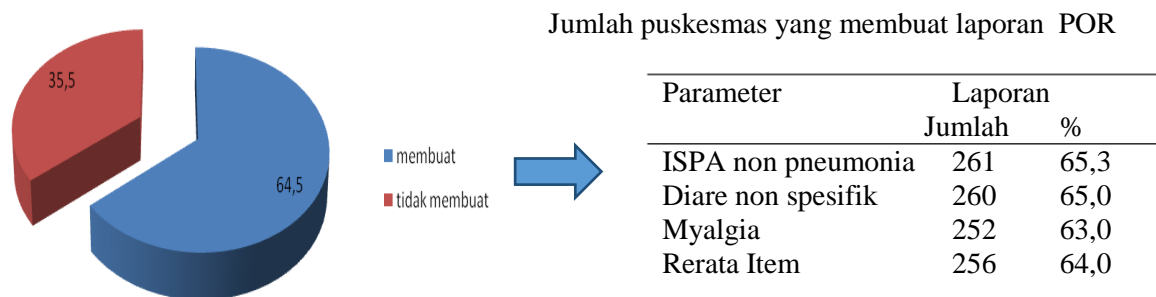 Jumlah puskesmas yang membuat laporan POR
35,5
64,5
membuat
tidak membuat
Parameter Laporan
Jumlah %
ISPA non pneumonia 261 65,3
Diare non spesifik 260 65,0
Myalgia 252 63,0
Rerata Item 256 64,0